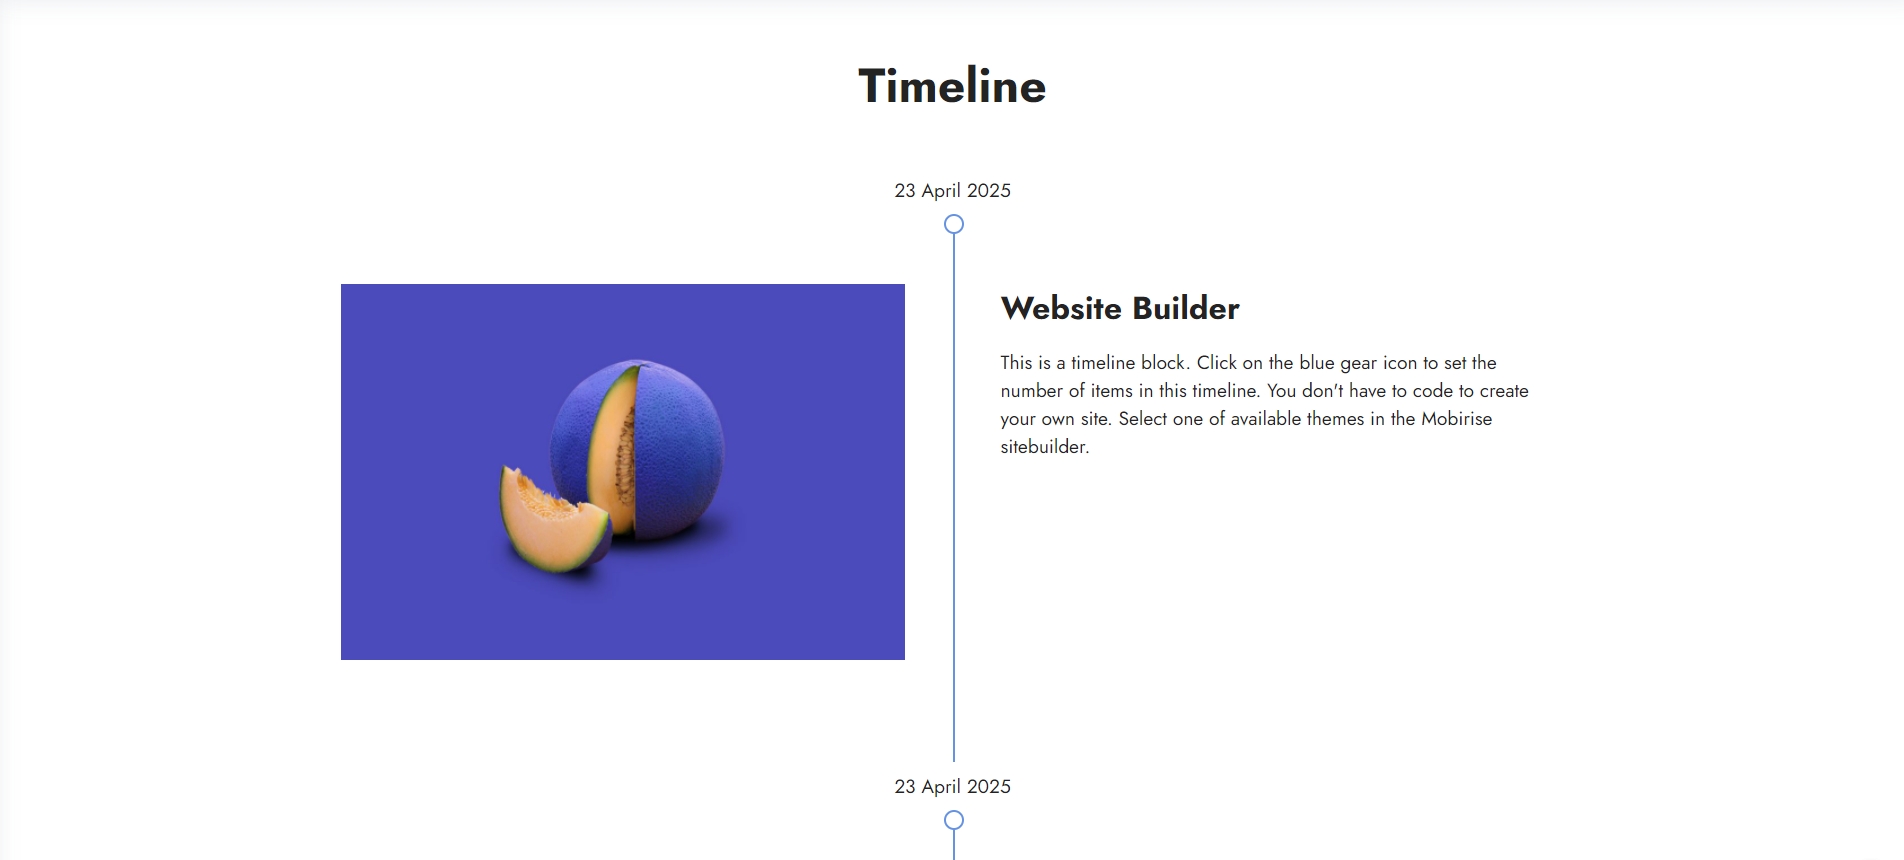 Timeline
23 April 2025
Website Builder
This is a timeline block. Click on the blue gear icon to set the
number of items in this timeline. You don't have to code to create
your own site. Select one of available themes in the Mobirise
sitebuilder.
23 April 2025